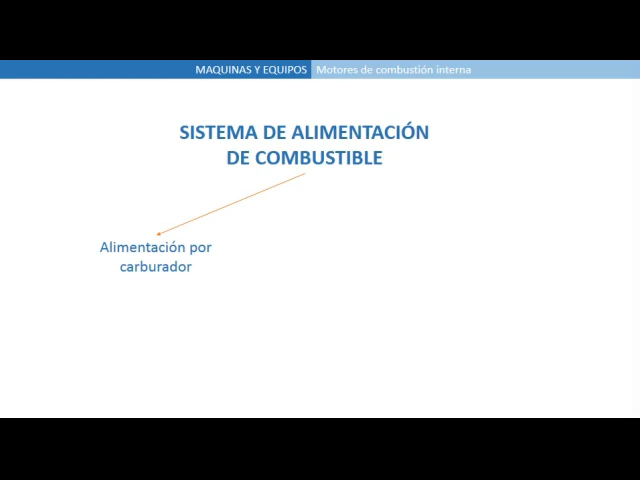 MAQUINAS Y EQUIPOS Motores de combustión interna
SISTEMA DE ALIMENTACIÓN
DE COMBUSTIBLE
Alimentación por
carburador